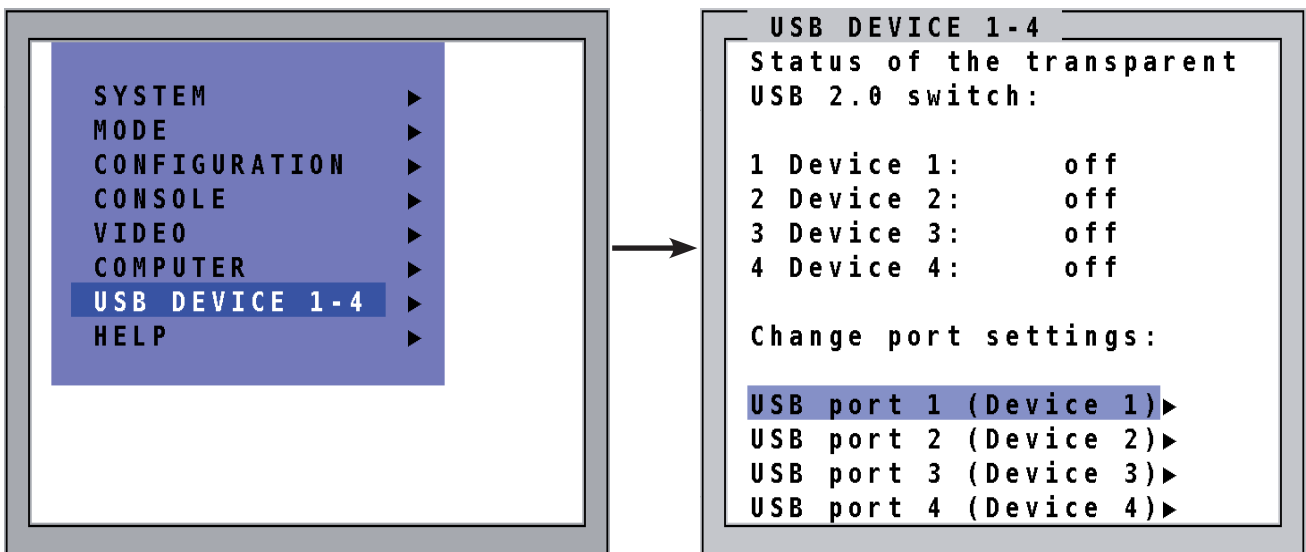 SYSTEM
MODE
CONFIGURATION
CONSOLE
VIDEO
COMPUTER
USB DEVICE 1-4
HELP
USB DEVICE 1-4
Status of the transparent
USB 2.0 switch:
1 Device 1: off
2 Device 2: off
3 Device 3: off
4 Device 4: off
Change port settings:
USB port 1 (Device 1)
USB port 2 (Device 2)
USB port 3 (Device 3)
USB port 4 (Device 4)